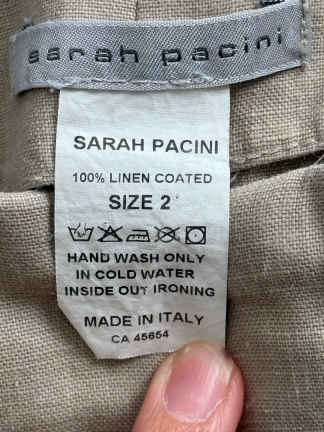 sarah pacini
SARAH PACINI
100% LINEN COATED
SIZE 2
HAND WASH ONLY
IN COLD WATER
INSIDE OUT IRONING
MADE IN ITALY
CA 45654